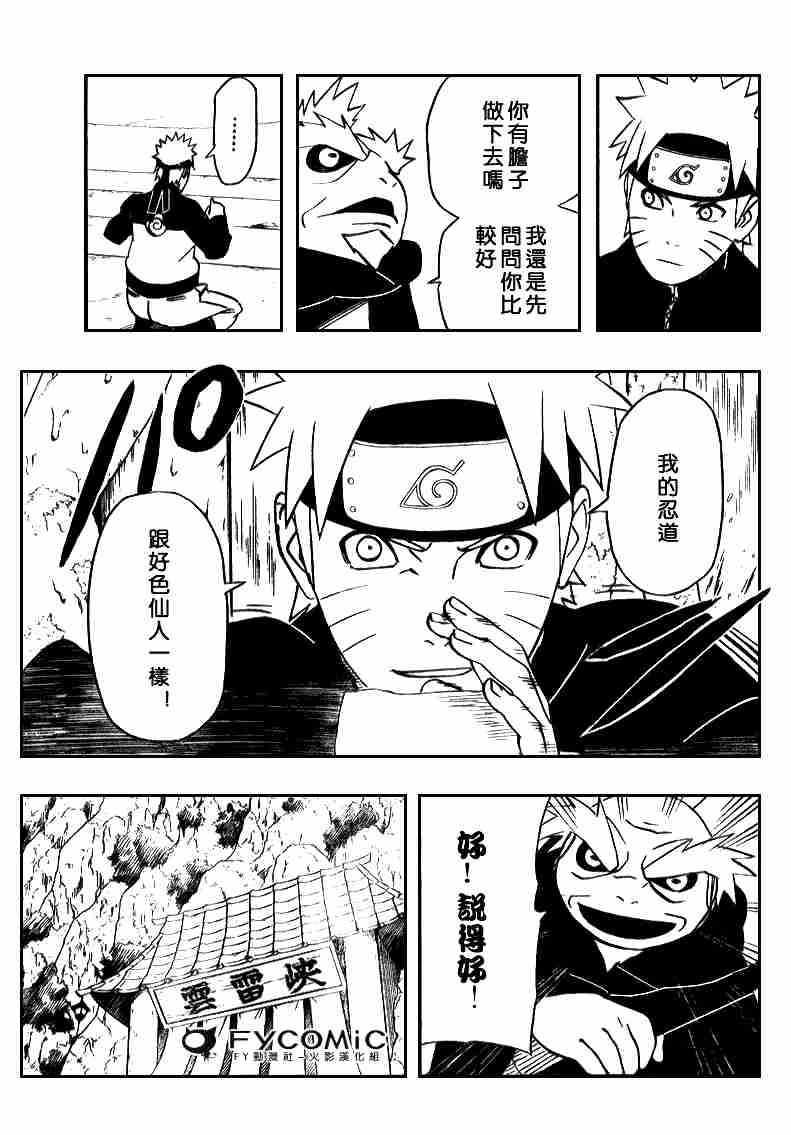 你有膽子
做下去嗎
我還是先
問問你比
較好
……
我的忍道
跟好色仙人一樣！
好！說得好！
雲雷峽
FYCOMiC
FY動漫社—火影漢化組